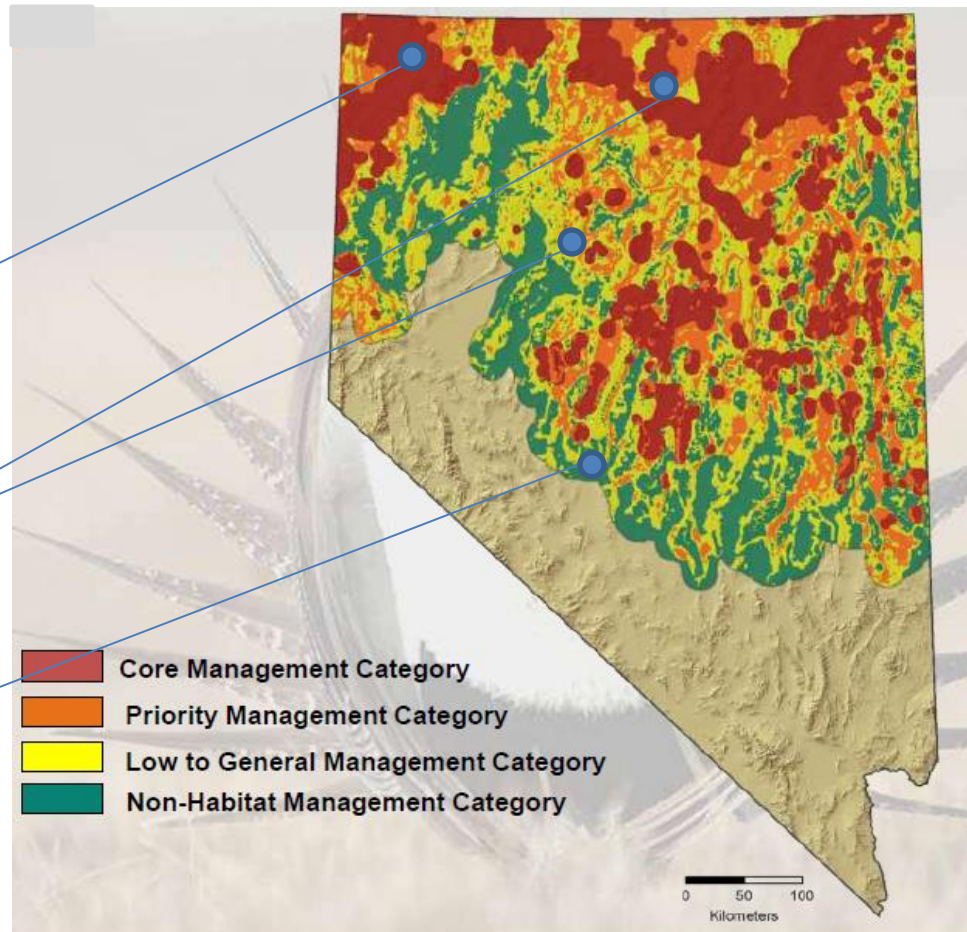 Core Management Category
Priority Management Category
Low to General Management Category
Non-Habitat Management Category
0 50 100
Kilometers